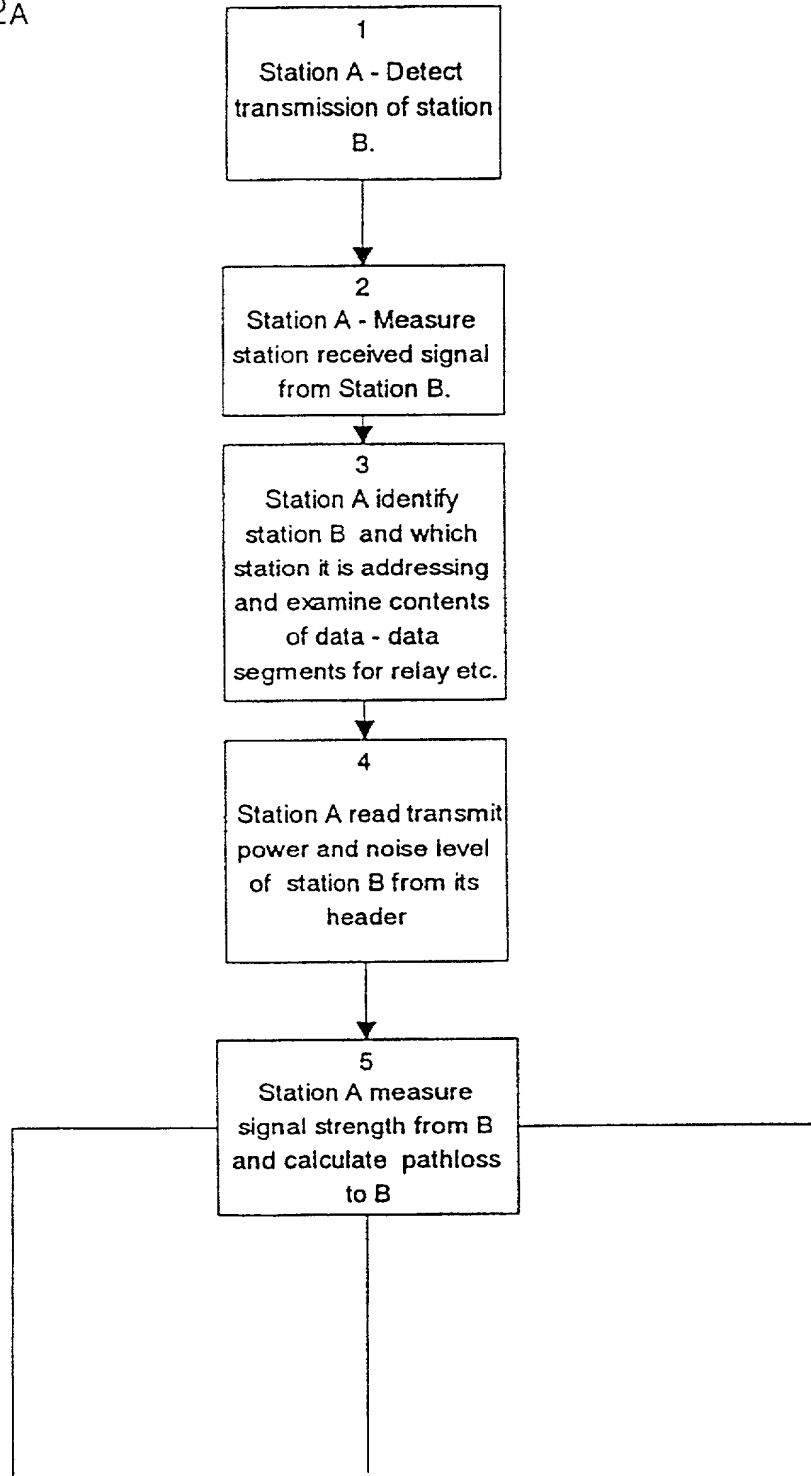 2A
1
Station A - Detect
transmission of station
B.
2
Station A - Measure
station received signal
from Station B.
3
Station A identify
station B and which
station it is addressing
and examine contents
of data - data
segments for relay etc.
4
Station A read transmit
power and noise level
of station B from its
header
5
Station A measure
signal strength from B
and calculate pathloss
to B